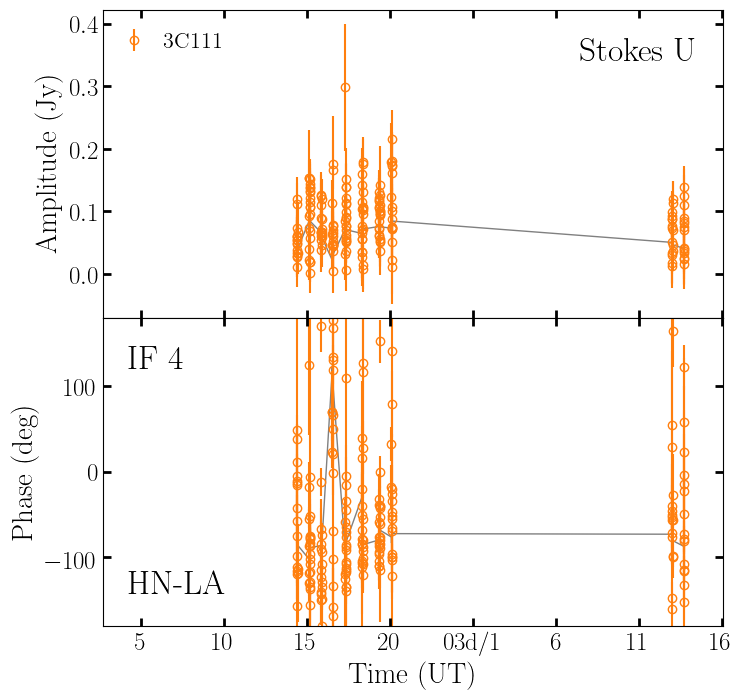 3C111
Stokes U
0.4
0.3
0.2
0.1
0.0
Amplitude (Jy)
IF 4
100
0
−100
Phase (deg)
HN-LA
5 10 15 20 03d/1 6 11 16
Time (UT)